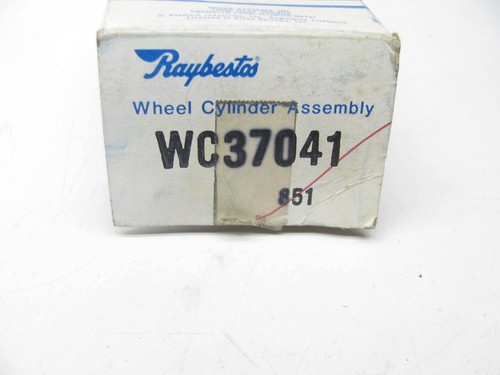 Raybestos®
Wheel Cylinder Assembly
WC37041
851